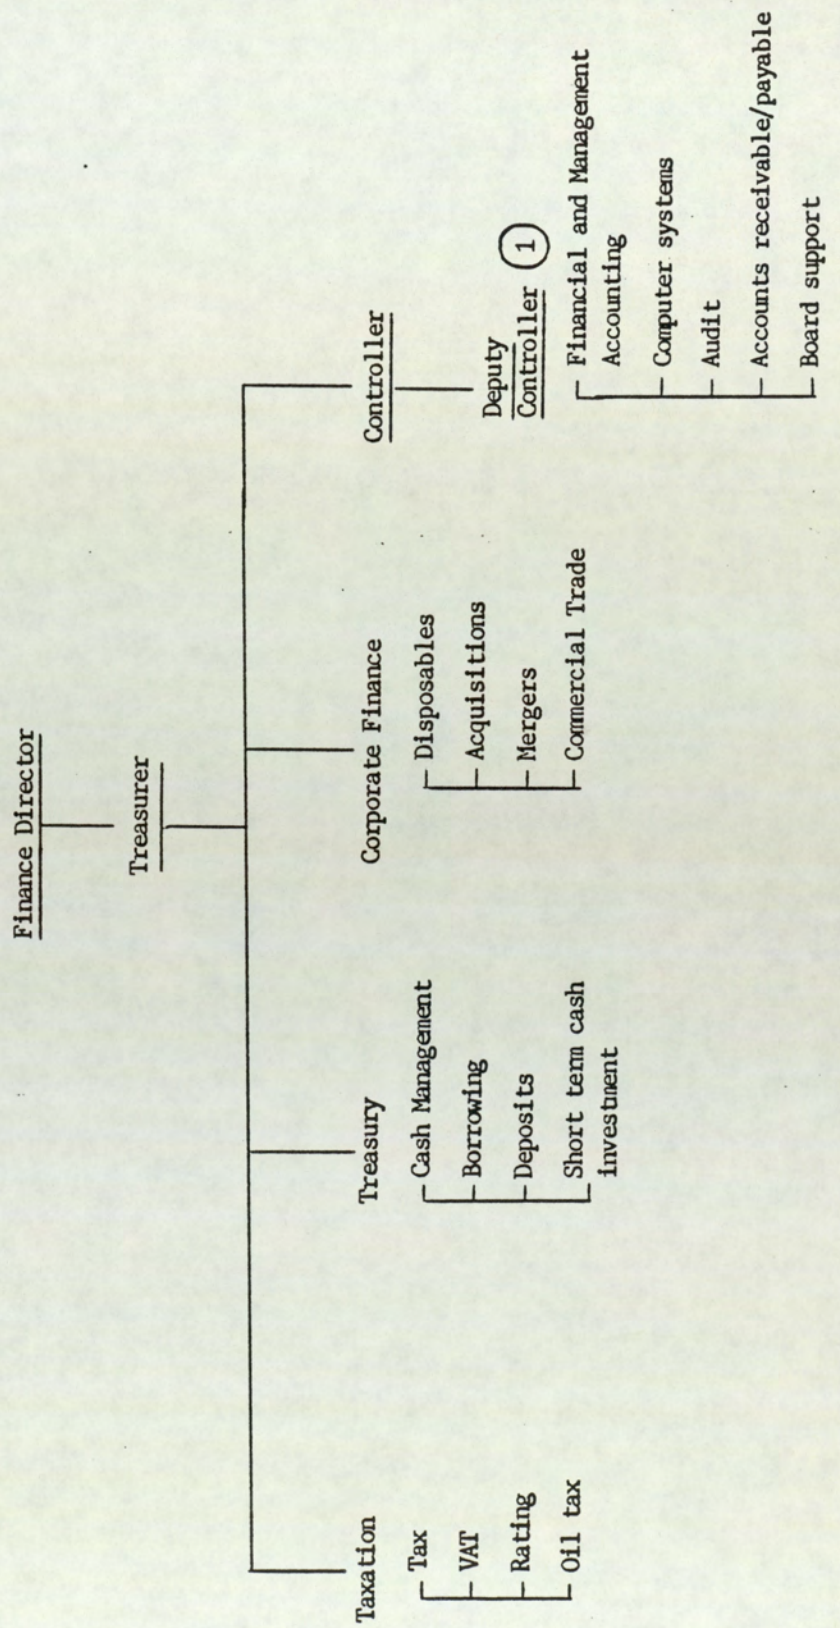 Finance Director
Treasurer
Taxation
Tax
VAT
Rating
Oil tax
Treasury
Cash Management
Borrowing
Deposits
Short term cash
investment
Corporate Finance
Disposables
Acquisitions
Mergers
Commercial Trade
Controller
Deputy
Controller 1
Financial and Management
Accounting
Computer systems
Audit
Accounts receivable/payable
Board support